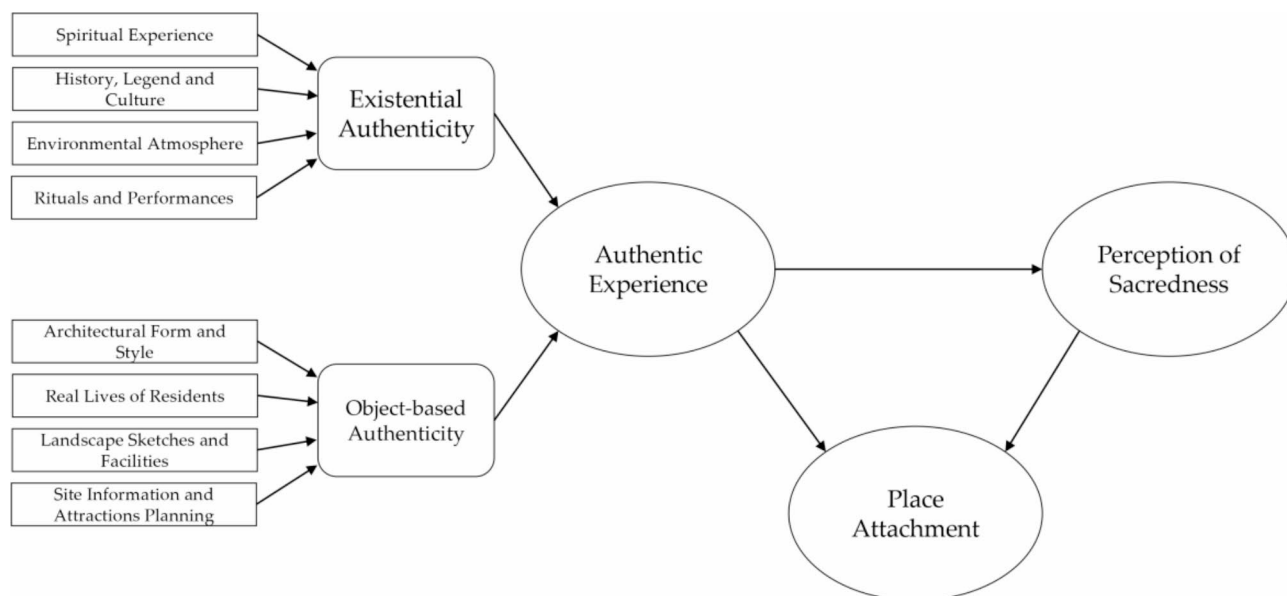 Spiritual Experience
History, Legend and
Culture
Environmental Atmosphere
Rituals and Performances
Existential
Authenticity
Architectural Form and
Style
Real Lives of Residents
Landscape Sketches and
Facilities
Site Information and
Attractions Planning
Object-based
Authenticity
Authentic
Experience
Perception of
Sacredness
Place
Attachment